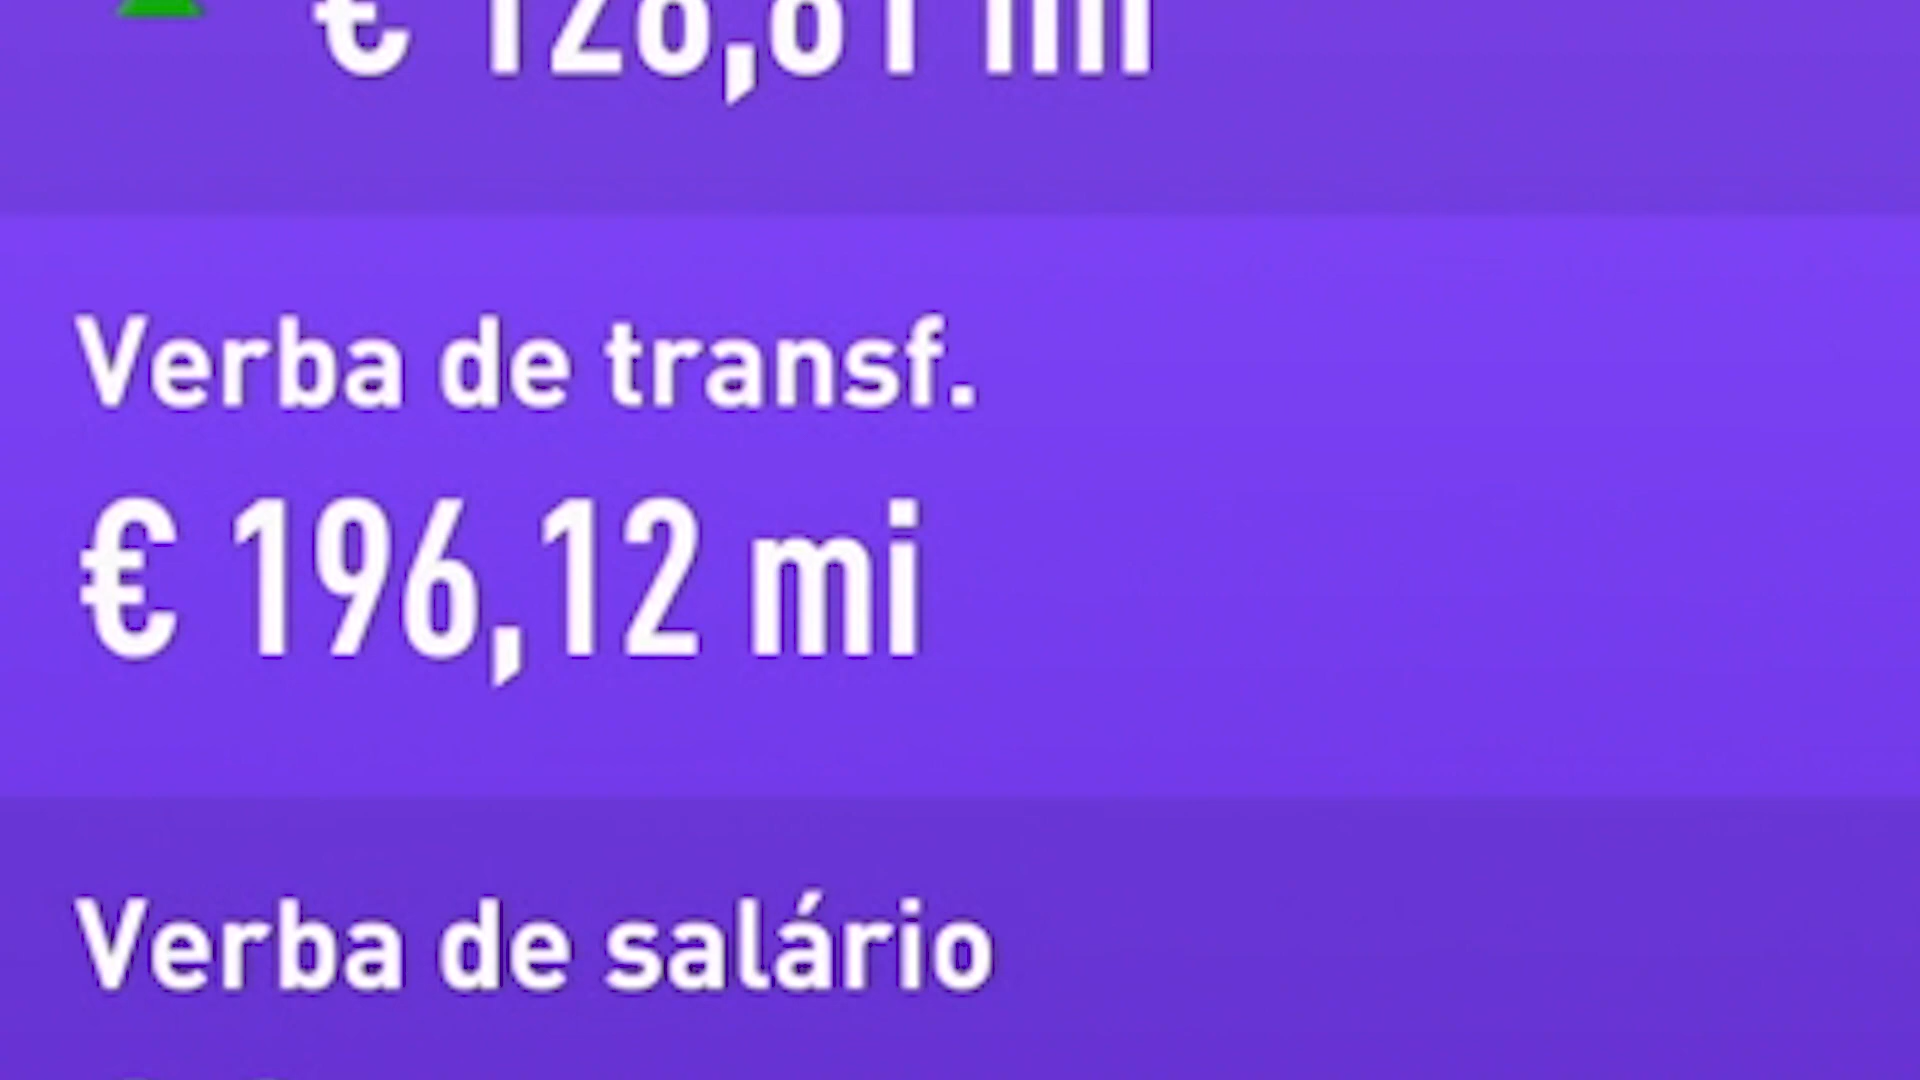 Verba de transf.
€ 196,12 mi
Verba de salário